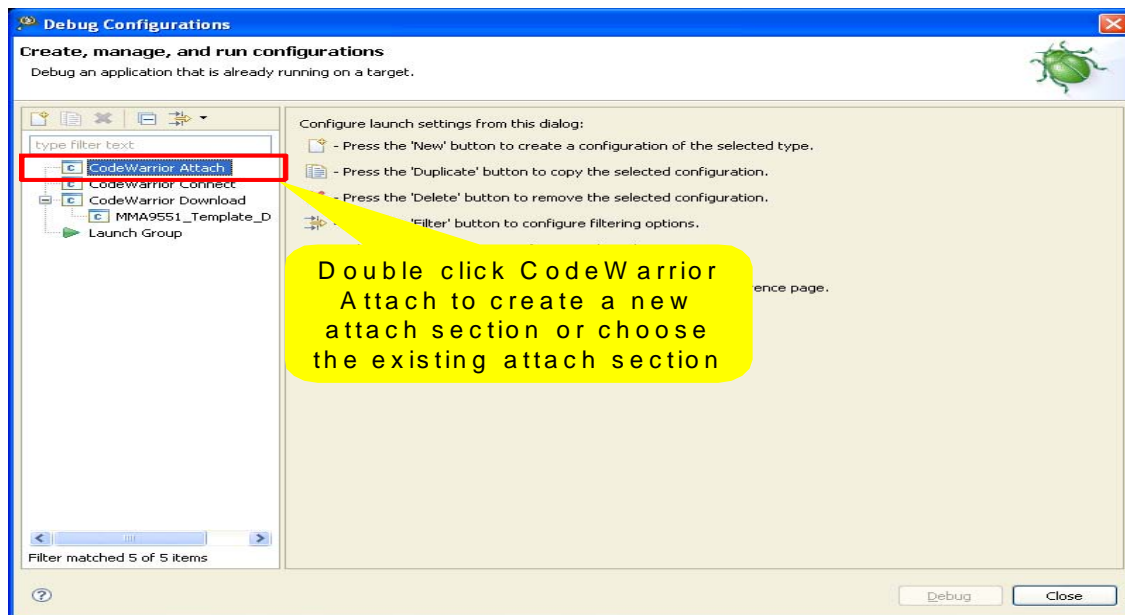 Debug Configurations
Create, manage, and run configurations
Debug an application that is already running on a target.
type filter text
CodeWarrior Attach
CodeWarrior Connect
CodeWarrior Download
MMA9551_Template_D
Launch Group
Filter matched 5 of 5 items
Configure launch settings from this dialog:
- Press the 'New' button to create a configuration of the selected type.
- Press the 'Duplicate' button to copy the selected configuration.
- Press the 'Delete' button to remove the selected configuration.
'Filter' button to configure filtering options.
ence page.
Double click CodeWarrior
Attach to create a new
attach section or choose
the existing attach section
Debug
Close